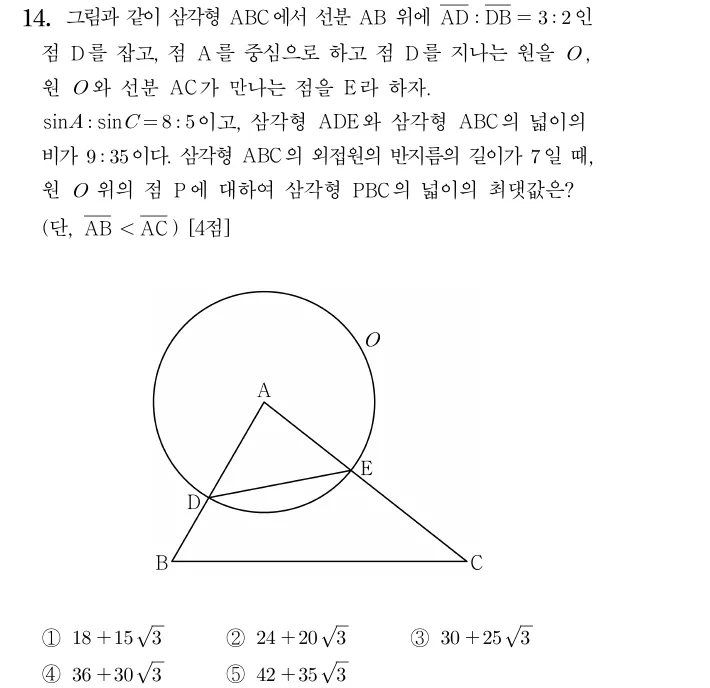 14. 그림과 같이 삼각형 ABC에서 선분 AB 위에 $\overline{AD} : \overline{DB} = 3 : 2$인
점 D를 잡고, 점 A를 중심으로 하고 점 D를 지나는 원을 O,
원 O와 선분 AC가 만나는 점을 E라 하자.
sinA : sinC = 8 : 5이고, 삼각형 ADE와 삼각형 ABC의 넓이의
비가 9 : 35이다. 삼각형 ABC의 외접원의 반지름의 길이가 7일 때,
원 O 위의 점 P에 대하여 삼각형 PBC의 넓이의 최댓값은?
(단, $\overline{AB} < \overline{AC}$) [4점]
O
A
E
D
B C
① 18+15√3 ② 24+20√3 ③ 30+25√3
④ 36+30√3 ⑤ 42+35√3